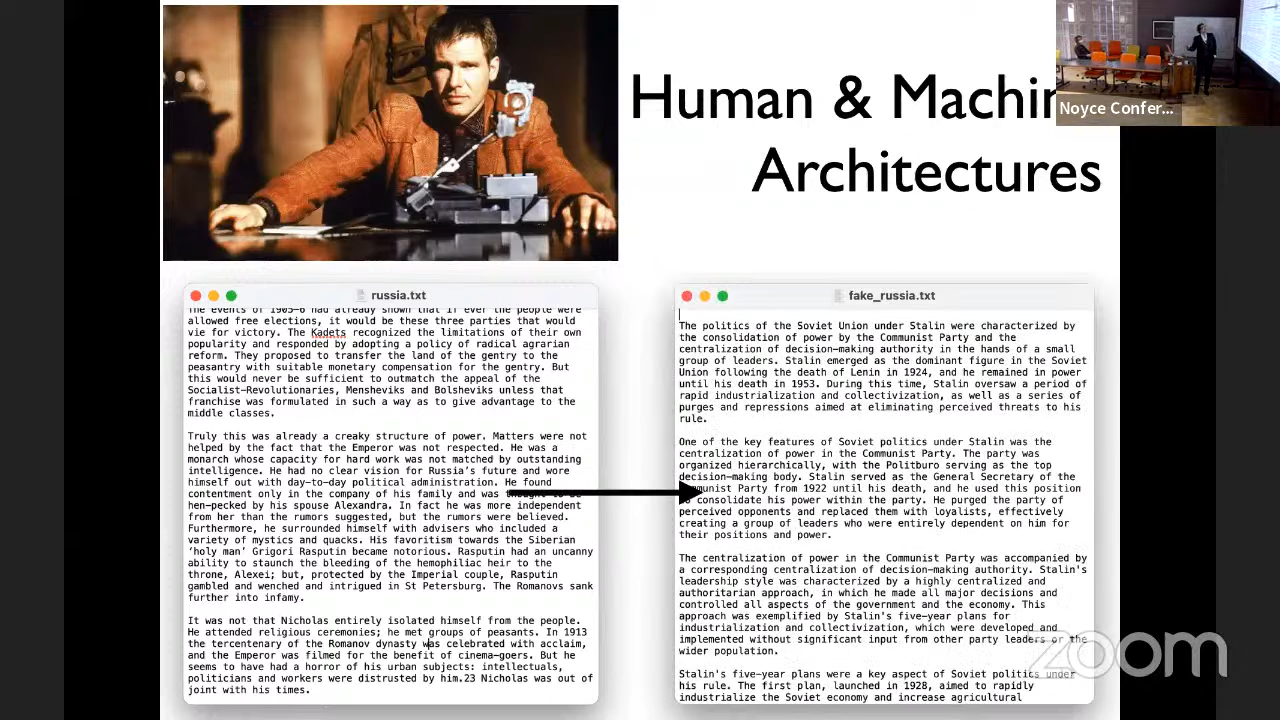 Human & Machin
Architectures
Noyce Confer...
russia.txt
The events of 1905–6 had already shown that if ever the people were
allowed free elections, it would be these three parties that would
vie for victory. The Kadets recognized the limitations of their own
popularity and responded by adopting a policy of radical agrarian
reform. They proposed to transfer the land of the gentry to the
peasantry with suitable monetary compensation for the gentry. But
this would never be sufficient to outmatch the appeal of the
Socialist-Revolutionaries, Mensheviks and Bolsheviks unless that
franchise was formulated in such a way as to give advantage to the
middle classes.
Truly this was already a creaky structure of power. Matters were not
helped by the fact that the Emperor was not respected. He was a
monarch whose capacity for hard work was not matched by outstanding
intelligence. He had no clear vision for Russia's future and wore
himself out with day-to-day political administration. He found
contentment only in the company of his family and was thought to be
hen-pecked by his spouse Alexandra. In fact he was more independent
from her than the rumors suggested, but the rumors were believed.
Furthermore, he surrounded himself with advisers who included a
variety of mystics and quacks. His favoritism towards the Siberian
‘holy man’ Grigori Rasputin became notorious. Rasputin had an uncanny
ability to staunch the bleeding of the hemophiliac heir to the
throne, Alexei; but, protected by the Imperial couple, Rasputin
gambled and wenched and intrigued in St Petersburg. The Romanovs sank
further into infamy.
It was not that Nicholas entirely isolated himself from the people.
He attended religious ceremonies; he met groups of peasants. In 1913
the tercentenary of the Romanov dynasty was celebrated with acclaim,
and the Emperor was filmed for the benefit of cinema-goers. But he
seems to have had a horror of his urban subjects: intellectuals,
politicians and workers were distrusted by him.23 Nicholas was out of
joint with his times.
fake_russia.txt
The politics of the Soviet Union under Stalin were characterized by
the consolidation of power by the Communist Party and the
centralization of decision-making authority in the hands of a small
group of leaders. Stalin emerged as the dominant figure in the Soviet
Union following the death of Lenin in 1924, and he remained in power
until his death in 1953. During this time, Stalin oversaw a period of
rapid industrialization and collectivization, as well as a series of
purges and repressions aimed at eliminating perceived threats to his
rule.
One of the key features of Soviet politics under Stalin was the
centralization of power in the Communist Party. The party was
organized hierarchically, with the Politburo serving as the top
decision-making body. Stalin served as the General Secretary of the
Communist Party from 1922 until his death, and he used this position
to consolidate his power within the party. He purged the party of
perceived opponents and replaced them with loyalists, effectively
creating a group of leaders who were entirely dependent on him for
their positions and power.
The centralization of power in the Communist Party was accompanied by
a corresponding centralization of decision-making authority. Stalin's
leadership style was characterized by a highly centralized and
authoritarian approach, in which he made all major decisions and
controlled all aspects of the government and the economy. This
approach was exemplified by Stalin's five-year plans for
industrialization and collectivization, which were developed and
implemented without significant input from other party leaders or the
wider population.
Stalin's five-year plans were a key aspect of Soviet politics under
his rule. The first plan, launched in 1928, aimed to rapidly
industrialize the Soviet economy and increase agricultural
zoom